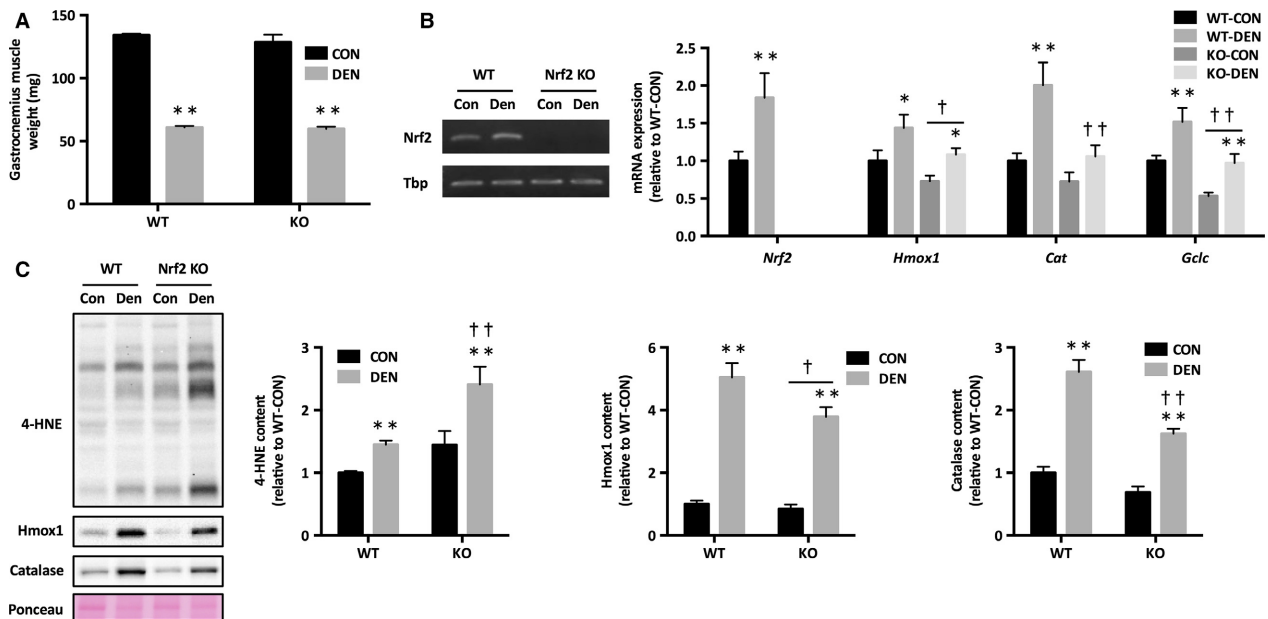 A
Gastrocnemius muscle
weight (mg)
150
100
50
0
WT
KO
CON
DEN
**
**
B
WT
Nrf2 KO
Con Den Con Den
Nrf2
Tbp
mRNA expression
(relative to WT-CON)
2.5
2.0
1.5
1.0
0.5
0.0
**
*
†
*
**
††
**
††
**
Nrf2
Hmox1
Cat
Gclc
WT-CON
WT-DEN
KO-CON
KO-DEN
C
WT
Nrf2 KO
Con Den Con Den
4-HNE
Hmox1
Catalase
Ponceau
4-HNE content
(relative to WT-CON)
3
2
1
0
CON
DEN
**
††
**
WT
KO
Hmox1 content
(relative to WT-CON)
6
4
2
0
**
†
**
CON
DEN
WT
KO
Catalase content
(relative to WT-CON)
3
2
1
0
**
††
**
CON
DEN
WT
KO